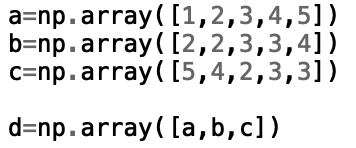 a=np.array([1,2,3,4,5])
b=np.array([2,2,3,3,4])
c=np.array([5,4,2,3,3])
d=np.array([a,b,c])